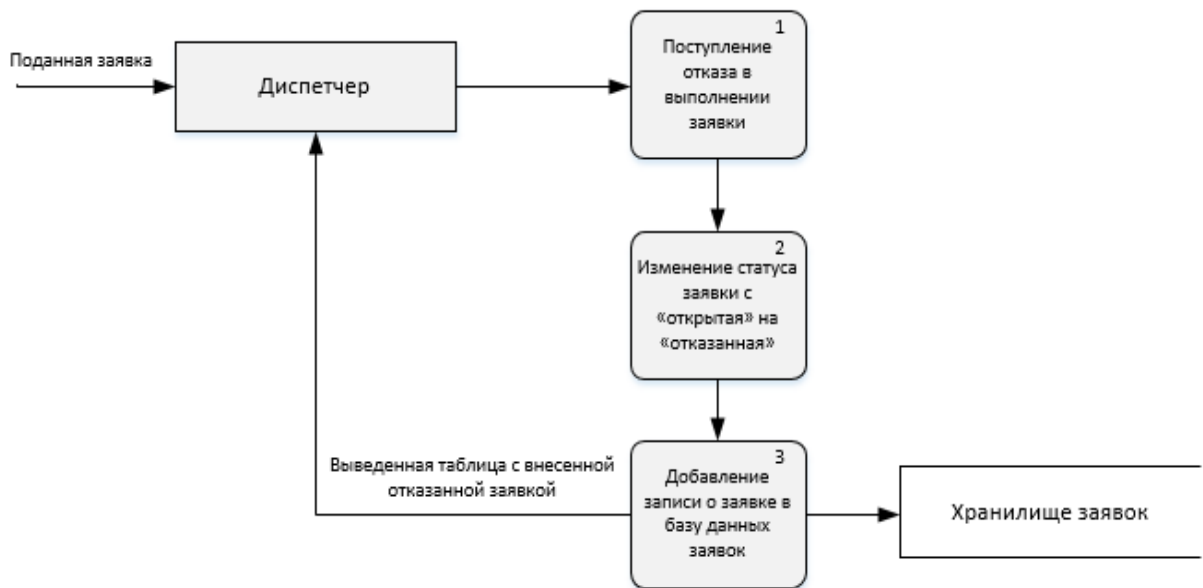 Поданная заявка
Диспетчер
1
Поступление
отказа в
выполнении
заявки
2
Изменение статуса
заявки с
«открытая» на
«отказанная»
3
Добавление
записи о заявке в
базу данных
заявок
Выведенная таблица с внесенной
отказанной заявкой
Хранилище заявок